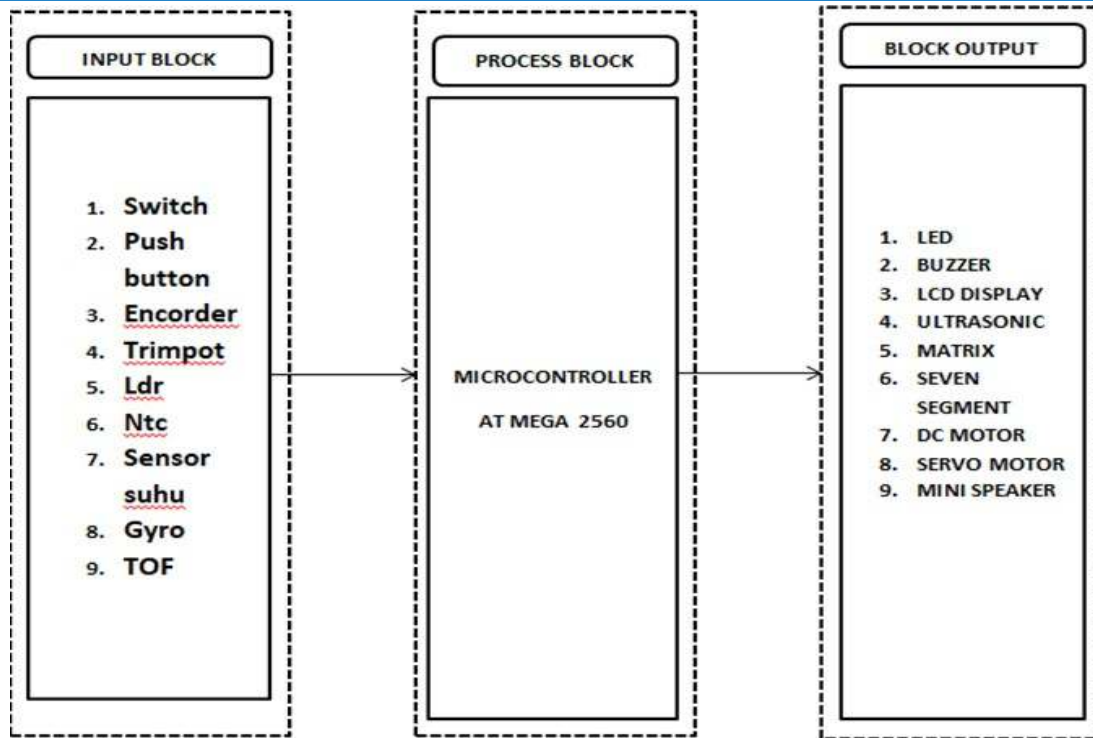 INPUT BLOCK
1. Switch
2. Push
button
3. Encorder
4. Trimpot
5. Ldr
6. Ntc
7. Sensor
suhu
8. Gyro
9. TOF
PROCESS BLOCK
MICROCONTROLLER
AT MEGA 2560
BLOCK OUTPUT
1. LED
2. BUZZER
3. LCD DISPLAY
4. ULTRASONIC
5. MATRIX
6. SEVEN
SEGMENT
7. DC MOTOR
8. SERVO MOTOR
9. MINI SPEAKER